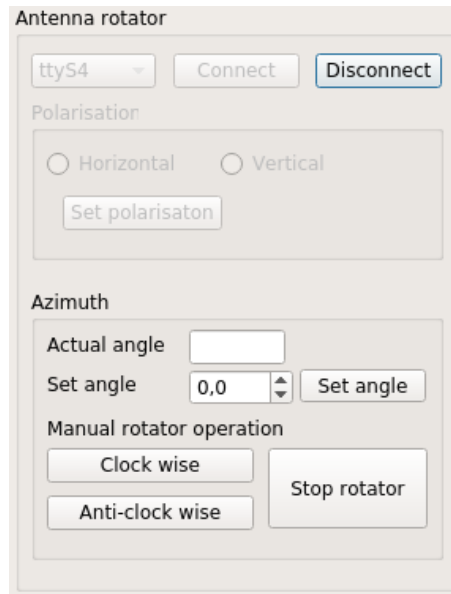 Antenna rotator
ttyS4 Connect Disconnect
Polarisation
Horizontal Vertical
Set polarisaton
Azimuth
Actual angle
Set angle 0,0 Set angle
Manual rotator operation
Clock wise
Stop rotator
Anti-clock wise